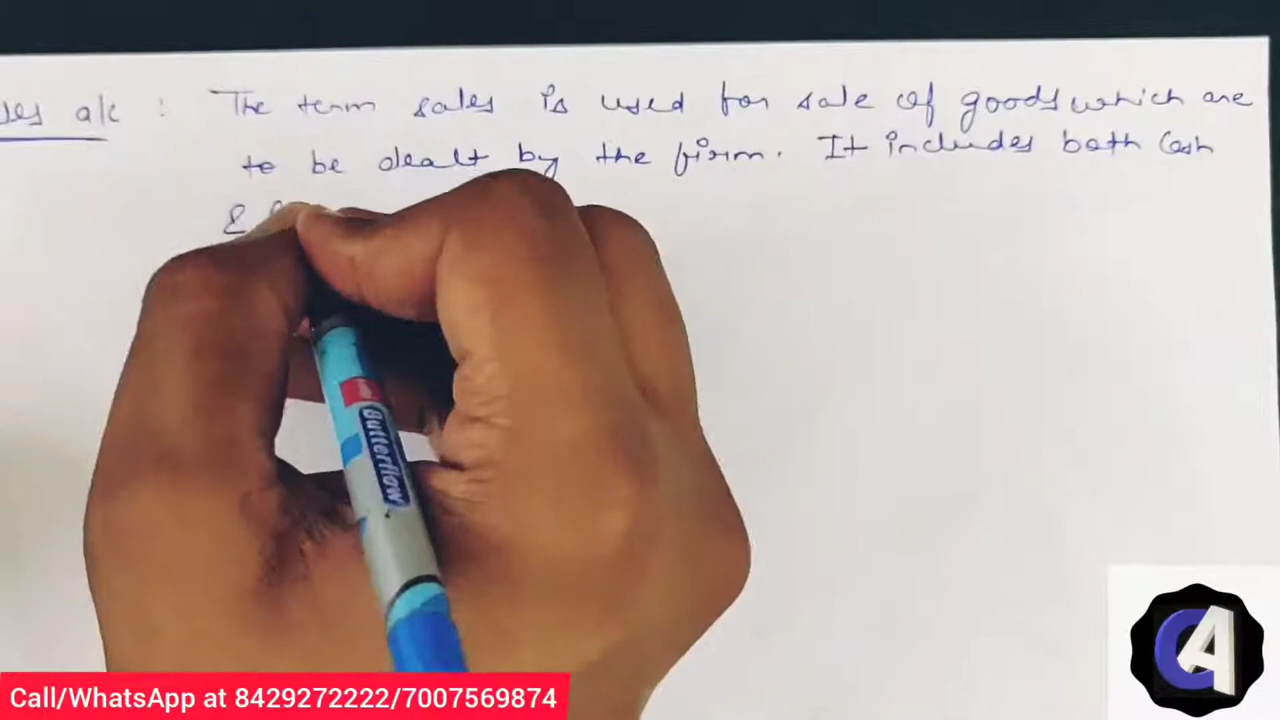 a/c : The term sales is used for sale of goods which are
to be dealt by the firm. It includes both Cash
&
Butterflow
CA
Call/WhatsApp at 8429272222/7007569874